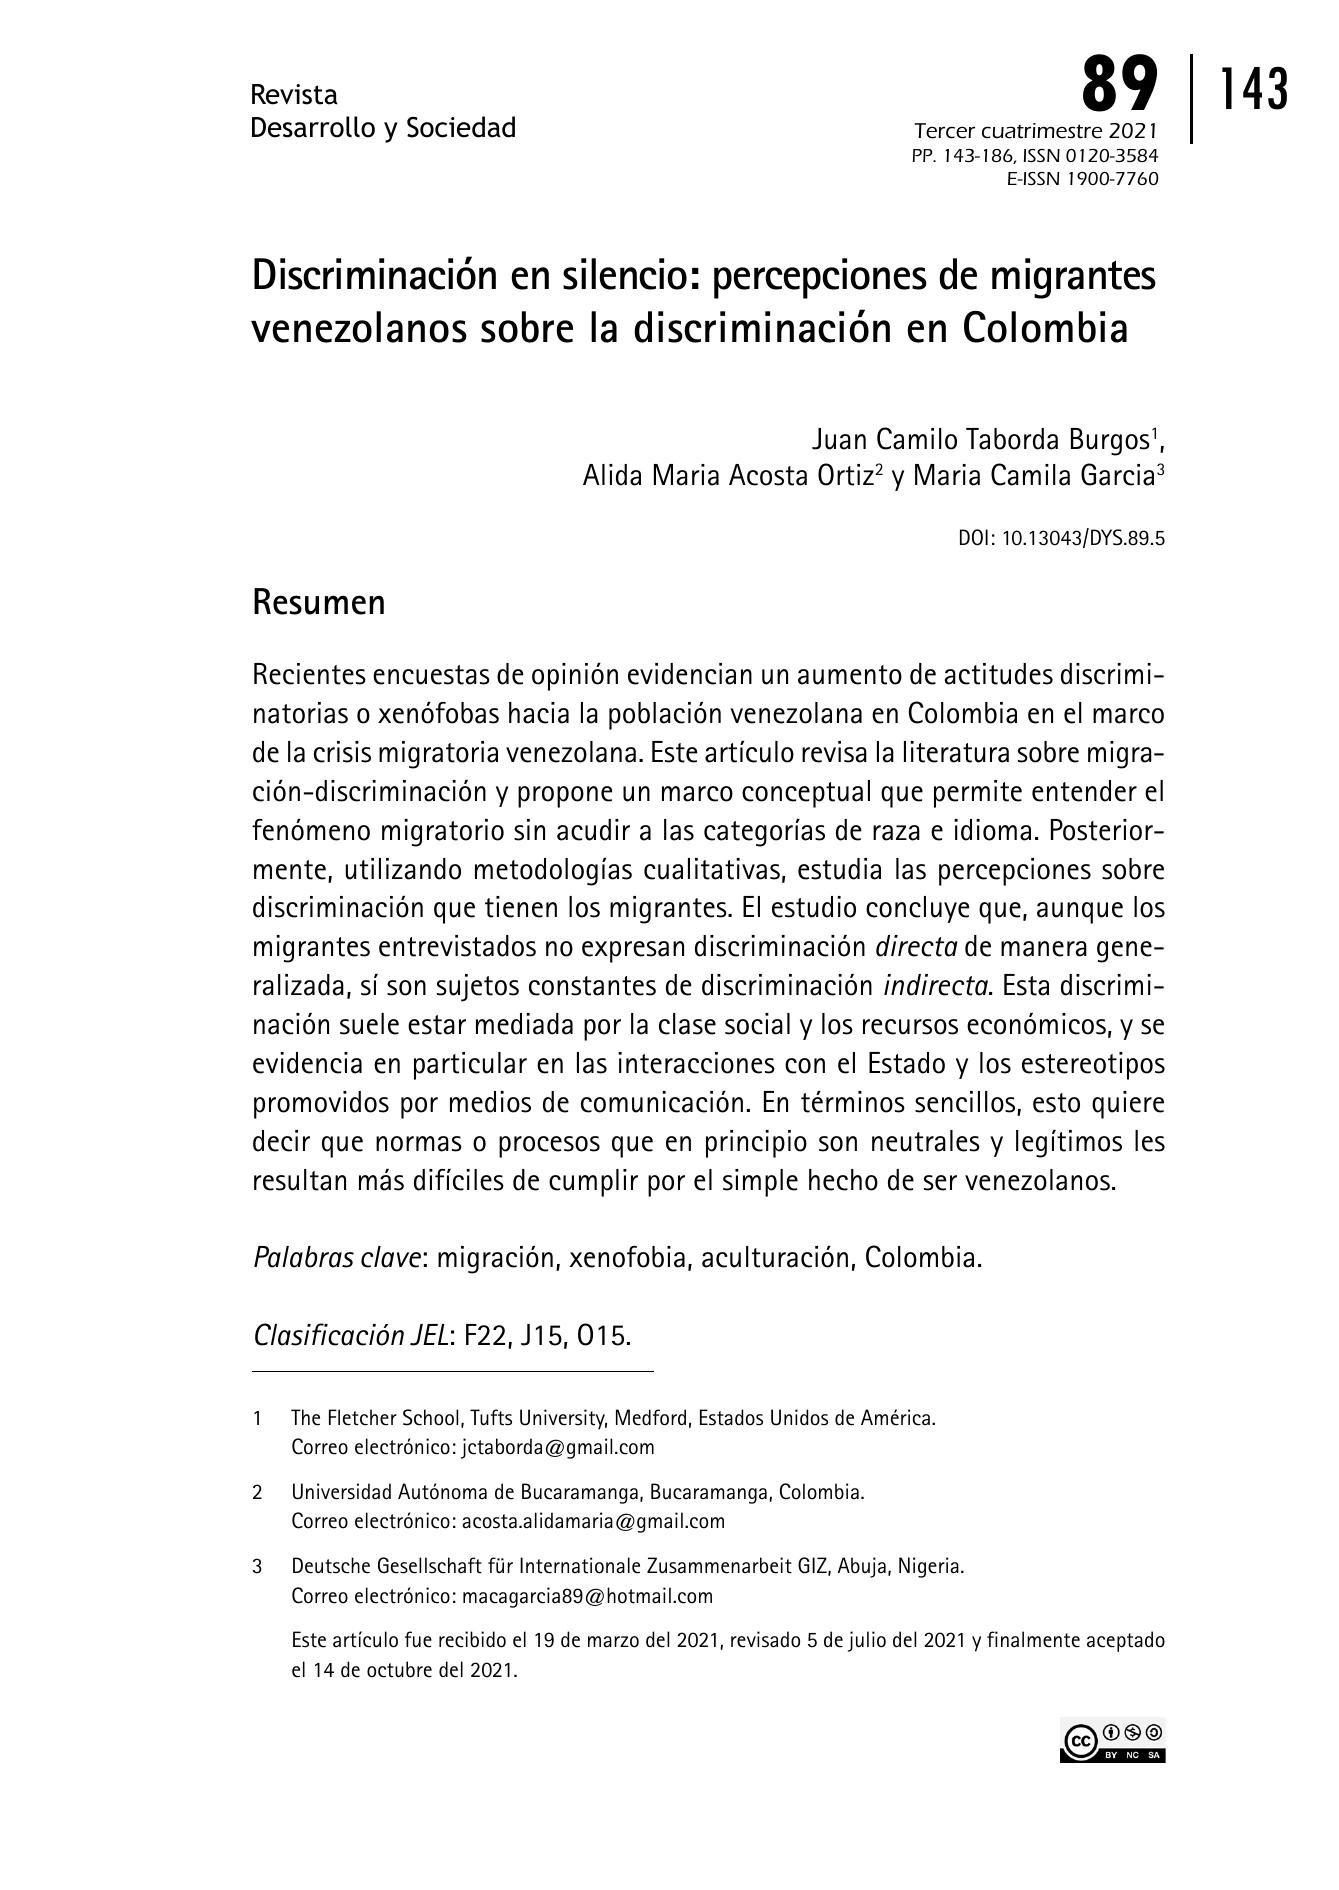 Revista
Desarrollo y Sociedad
89
143
Tercer cuatrimestre 2021
PP. 143-186, ISSN 0120-3584
E-ISSN 1900-7760
Discriminación en silencio: percepciones de migrantes
venezolanos sobre la discriminación en Colombia
Juan Camilo Taborda Burgos1,
Alida Maria Acosta Ortiz2 y Maria Camila Garcia3
DOI: 10.13043/DYS.89.5
Resumen
Recientes encuestas de opinión evidencian un aumento de actitudes discrimi-
natorias o xenófobas hacia la población venezolana en Colombia en el marco
de la crisis migratoria venezolana. Este artículo revisa la literatura sobre migra-
ción-discriminación y propone un marco conceptual que permite entender el
fenómeno migratorio sin acudir a las categorías de raza e idioma. Posterior-
mente, utilizando metodologías cualitativas, estudia las percepciones sobre
discriminación que tienen los migrantes. El estudio concluye que, aunque los
migrantes entrevistados no expresan discriminación directa de manera gene-
ralizada, sí son sujetos constantes de discriminación indirecta. Esta discrimi-
nación suele estar mediada por la clase social y los recursos económicos, y se
evidencia en particular en las interacciones con el Estado y los estereotipos
promovidos por medios de comunicación. En términos sencillos, esto quiere
decir que normas o procesos que en principio son neutrales y legítimos les
resultan más difíciles de cumplir por el simple hecho de ser venezolanos.
Palabras clave: migración, xenofobia, aculturación, Colombia.
Clasificación JEL: F22, J15, O15.
1 The Fletcher School, Tufts University, Medford, Estados Unidos de América.
Correo electrónico: jctaborda@gmail.com
2 Universidad Autónoma de Bucaramanga, Bucaramanga, Colombia.
Correo electrónico: acosta.alidamaria@gmail.com
3 Deutsche Gesellschaft für Internationale Zusammenarbeit GIZ, Abuja, Nigeria.
Correo electrónico: macagarcia89@hotmail.com
Este artículo fue recibido el 19 de marzo del 2021, revisado 5 de julio del 2021 y finalmente aceptado
el 14 de octubre del 2021.
cc
BY NC SA